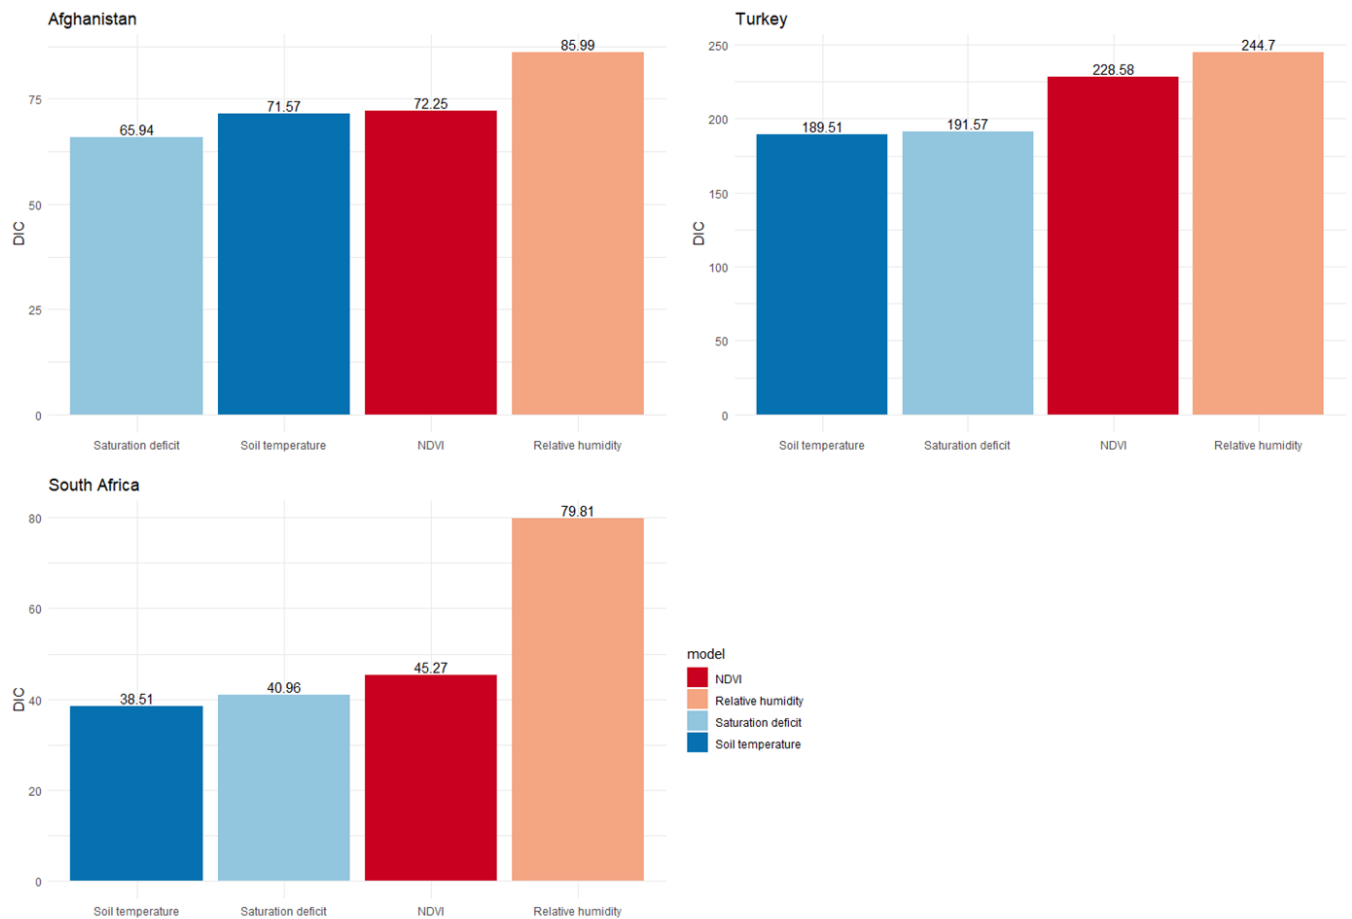 Afghanistan
DIC
75
50
25
0
65.94
71.57
72.25
85.99
Saturation deficit
Soil temperature
NDVI
Relative humidity
Turkey
DIC
250
200
150
100
50
0
189.51
191.57
228.58
244.7
Soil temperature
Saturation deficit
NDVI
Relative humidity
South Africa
DIC
80
60
40
20
0
38.51
40.96
45.27
79.81
Soil temperature
Saturation deficit
NDVI
Relative humidity
model
NDVI
Relative humidity
Saturation deficit
Soil temperature